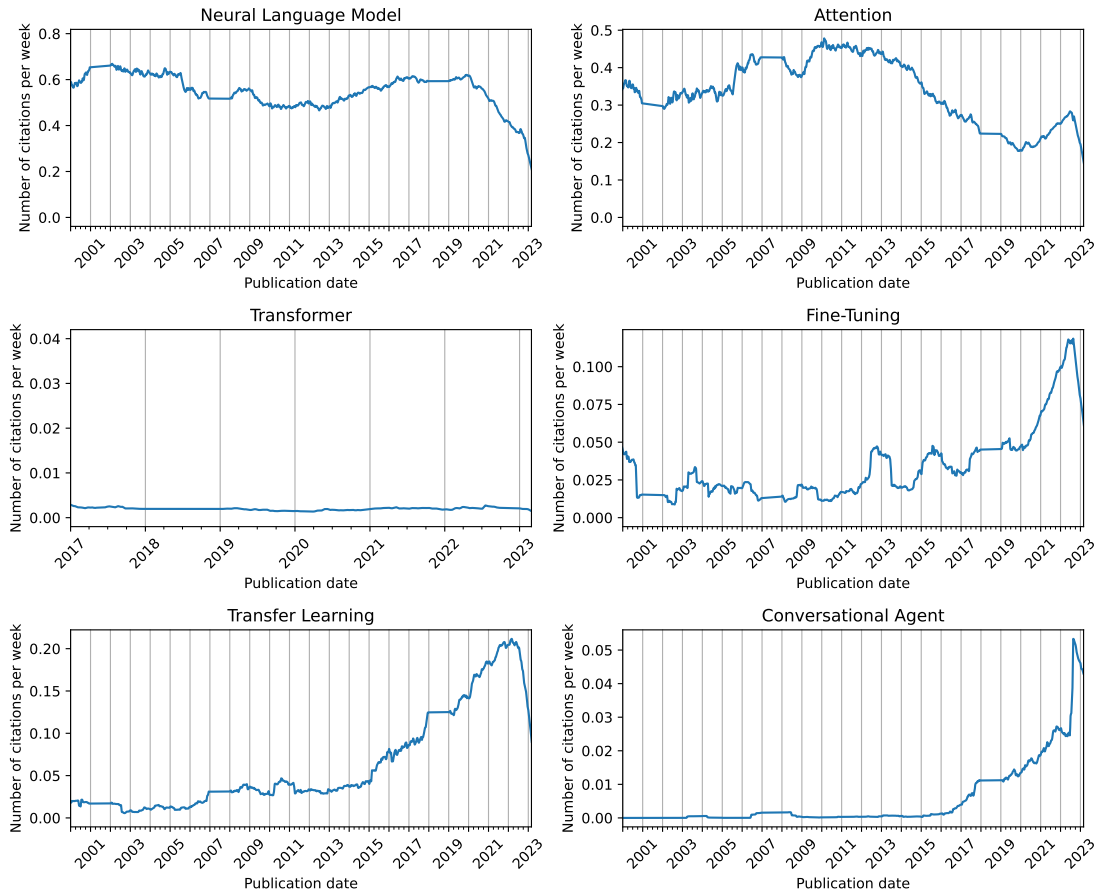 Neural Language Model
Number of citations per week
0.8
0.6
0.4
0.2
0.0
2001 2003 2005 2007 2009 2011 2013 2015 2017 2019 2021 2023
Publication date
Attention
Number of citations per week
0.5
0.4
0.3
0.2
0.1
0.0
2001 2003 2005 2007 2009 2011 2013 2015 2017 2019 2021 2023
Publication date
Transformer
Number of citations per week
0.04
0.03
0.02
0.01
0.00
2017 2018 2019 2020 2021 2022 2023
Publication date
Fine-Tuning
Number of citations per week
0.100
0.075
0.050
0.025
0.000
2001 2003 2005 2007 2009 2011 2013 2015 2017 2019 2021 2023
Publication date
Transfer Learning
Number of citations per week
0.20
0.15
0.10
0.05
0.00
2001 2003 2005 2007 2009 2011 2013 2015 2017 2019 2021 2023
Publication date
Conversational Agent
Number of citations per week
0.05
0.04
0.03
0.02
0.01
0.00
2001 2003 2005 2007 2009 2011 2013 2015 2017 2019 2021 2023
Publication date